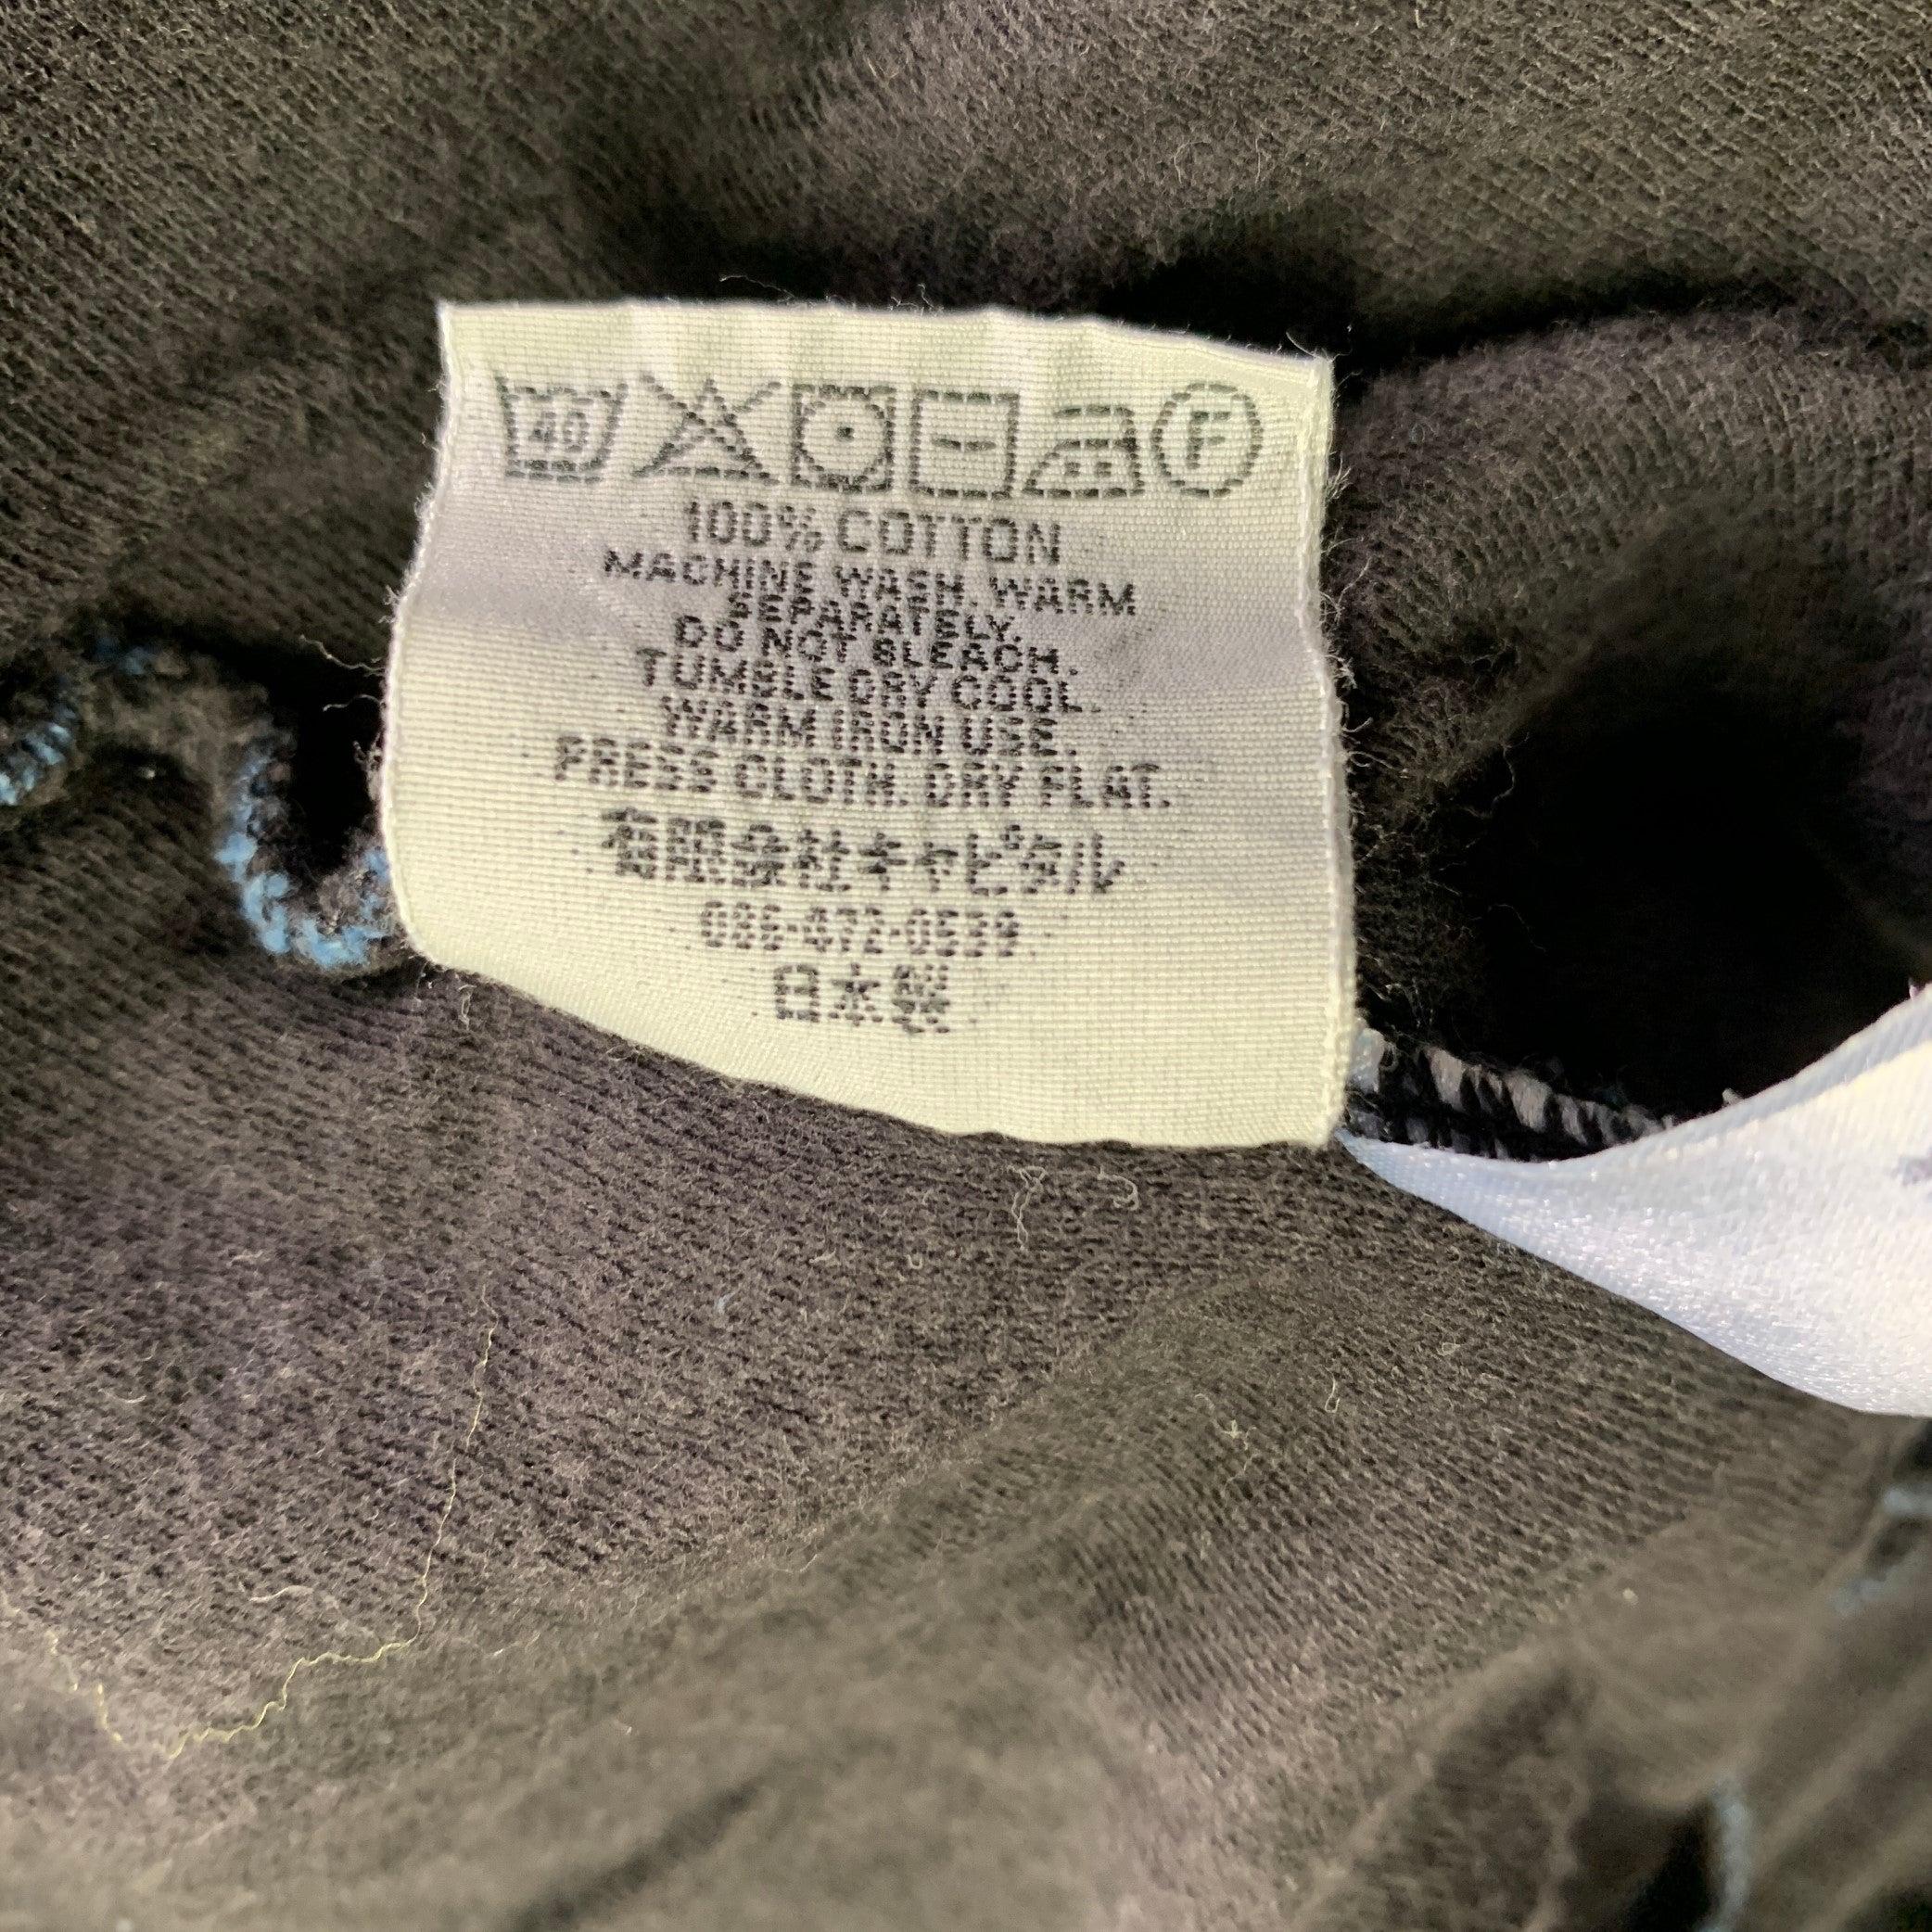 40 F
100% COTTON
MACHINE WASH. WARM
SEPARATELY.
DO NOT BLEACH.
TUMBLE DRY COOL.
WARM IRON USE.
PRESS CLOTH. DRY FLAT.
有限会社キャピタル
086-472-0539
日本製